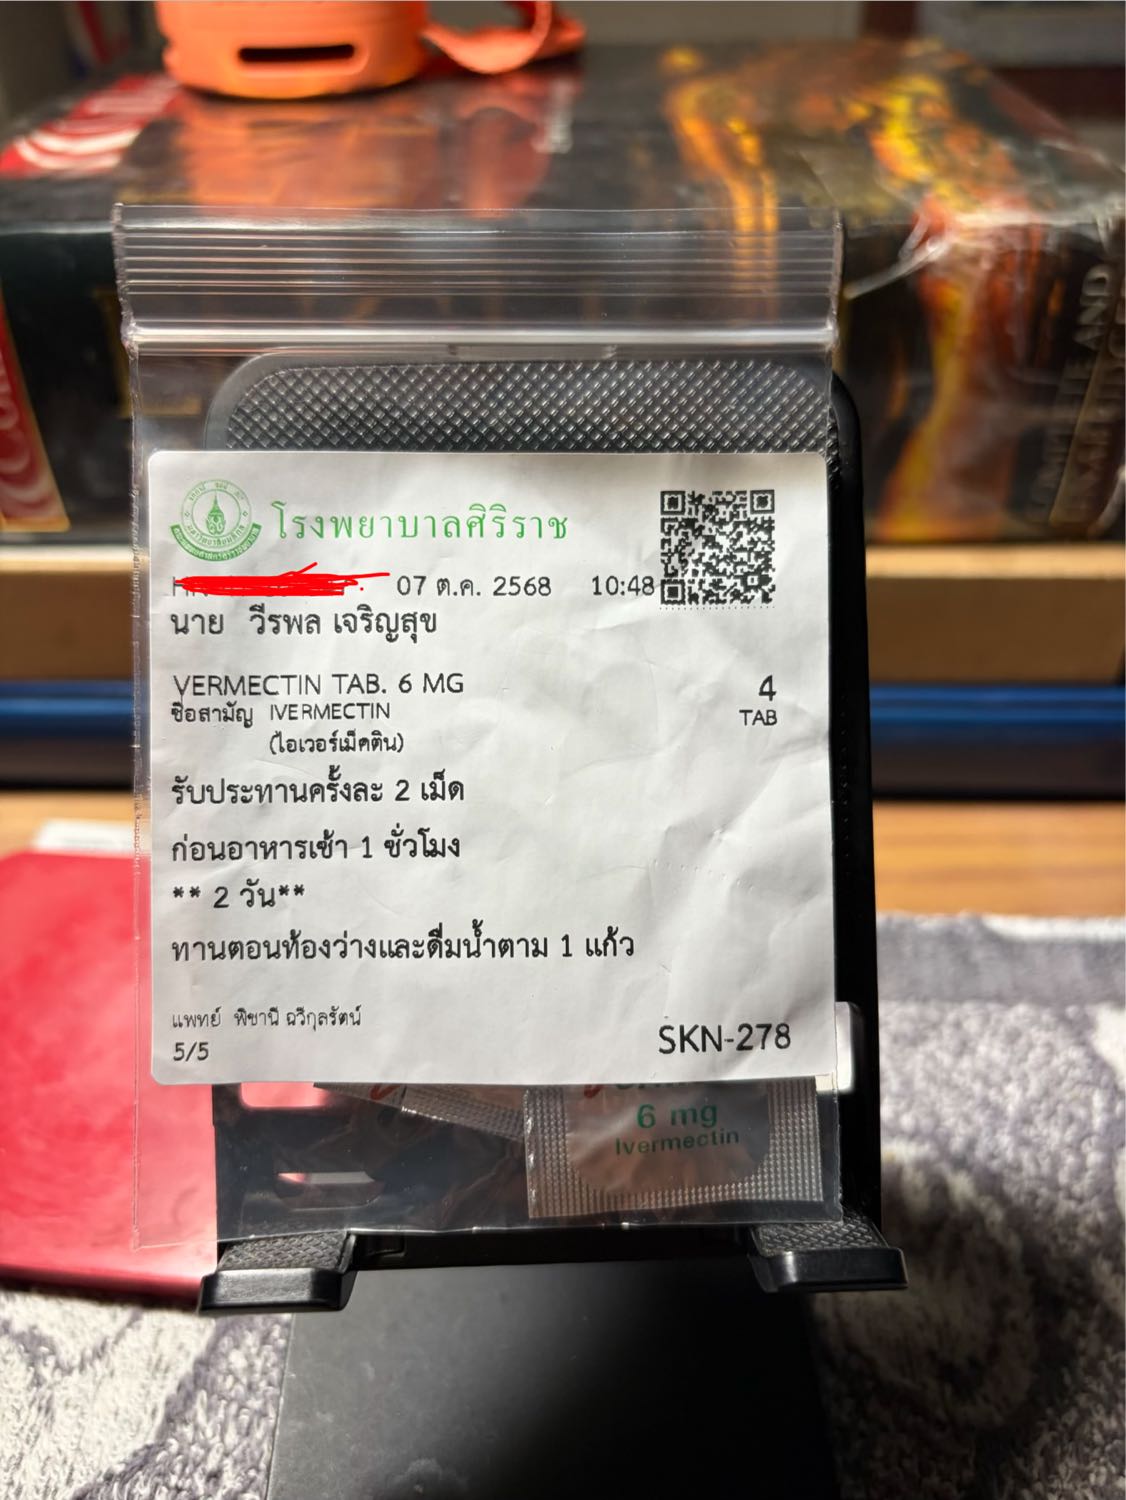 โรงพยาบาลศิริราช
07 ต.ค. 2568 10:48
นาย วีรพล เจริญสุข
VERMECTIN TAB. 6 MG 4
ชื่อสามัญ IVERMECTIN TAB
(ไอเวอร์เม็คติน)
รับประทานครั้งละ 2 เม็ด
ก่อนอาหารเช้า 1 ชั่วโมง
** 2 วัน**
ทานตอนท้องว่างและดื่มน้ำตาม 1 แก้ว
แพทย์ พิชานี ฉวีกุลรัตน์
5/5 SKN-278
6 mg
Ivermectin